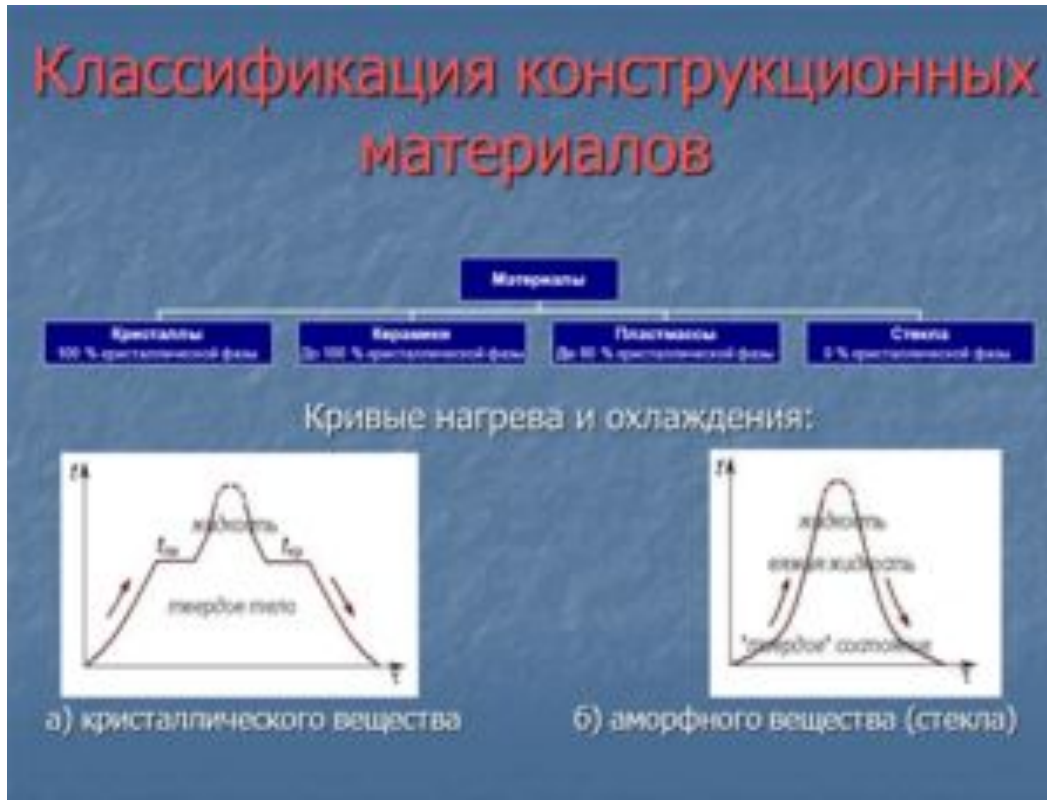 Классификация конструкционных
материалов
Материалы
Кристаллы
100 % кристаллической фазы
Керамики
До 100 % кристаллической фазы
Пластмассы
До 80 % кристаллической фазы
Стекла
0 % кристаллической фазы
Кривые нагрева и охлаждения:
t
жидкость
tпл
tкр
твердое тело
τ
а) кристаллического вещества
t
жидкость
вязкая жидкость
"твердое" состояние
τ
б) аморфного вещества (стекла)